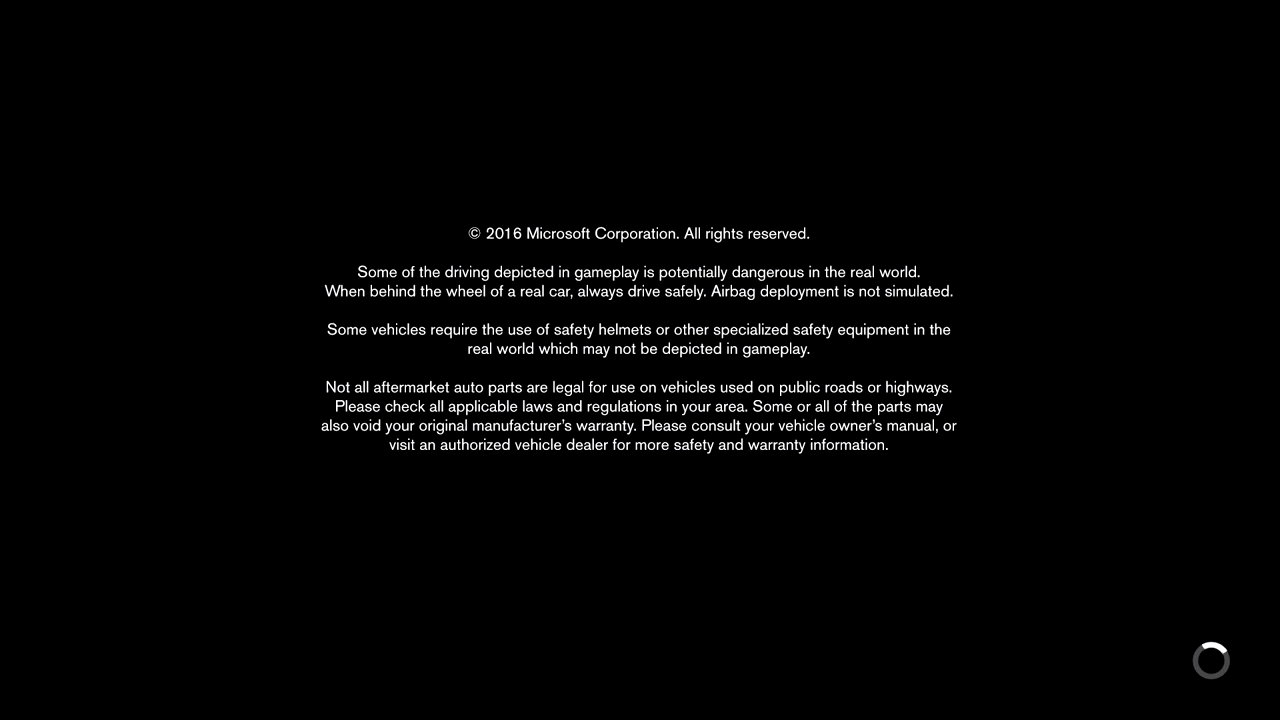 © 2016 Microsoft Corporation. All rights reserved.
Some of the driving depicted in gameplay is potentially dangerous in the real world.
When behind the wheel of a real car, always drive safely. Airbag deployment is not simulated.
Some vehicles require the use of safety helmets or other specialized safety equipment in the
real world which may not be depicted in gameplay.
Not all aftermarket auto parts are legal for use on vehicles used on public roads or highways.
Please check all applicable laws and regulations in your area. Some or all of the parts may
also void your original manufacturer’s warranty. Please consult your vehicle owner’s manual, or
visit an authorized vehicle dealer for more safety and warranty information.